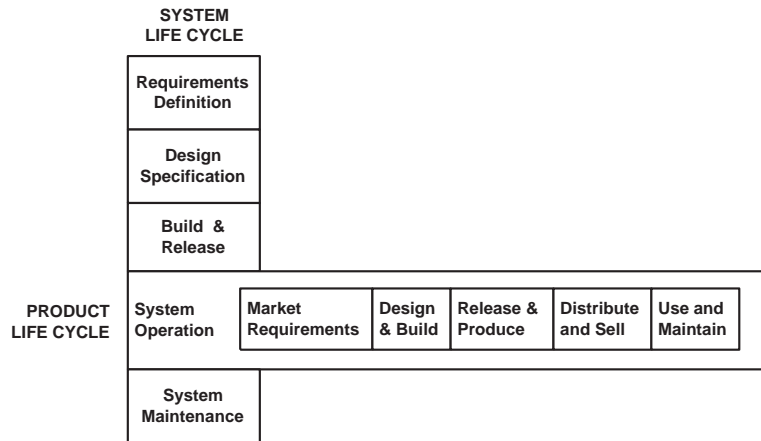 SYSTEM
LIFE CYCLE
Requirements
Definition
Design
Specification
Build &
Release
PRODUCT
LIFE CYCLE
System
Operation
Market
Requirements
Design
& Build
Release &
Produce
Distribute
and Sell
Use and
Maintain
System
Maintenance